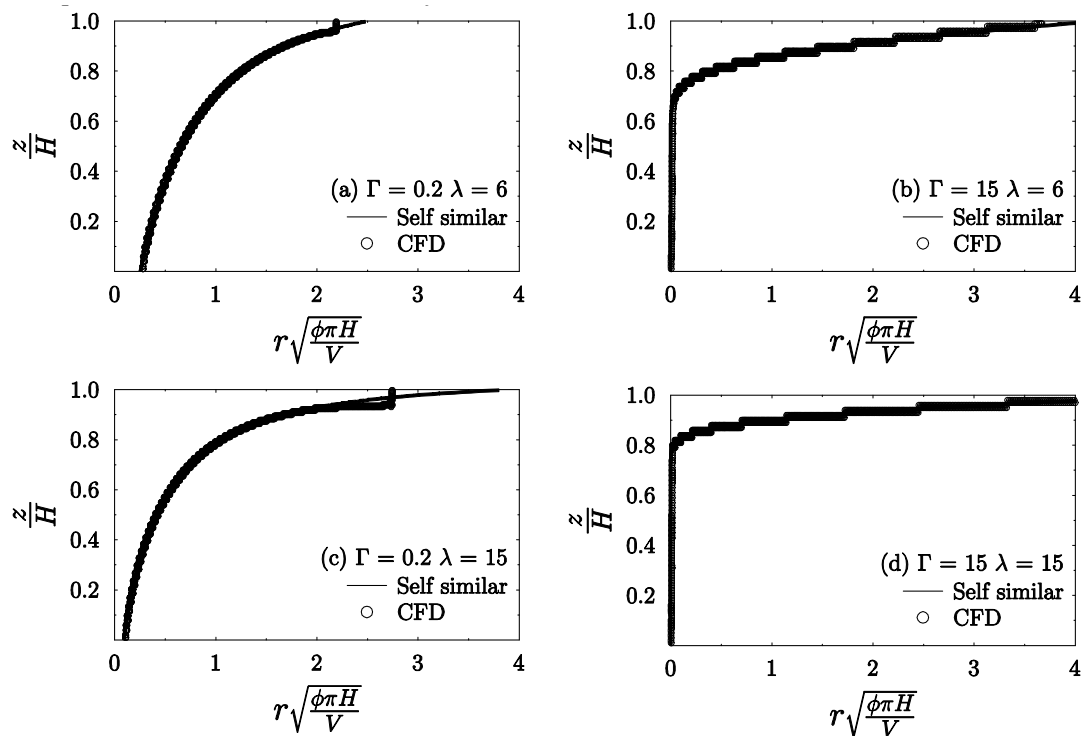 1.0
0.8
0.6
0.4
0.2
z/H
(a) Γ = 0.2 λ = 6
Self similar
CFD
0 1 2 3 4
r√(ϕπH/V)
1.0
0.8
0.6
0.4
0.2
z/H
(b) Γ = 15 λ = 6
Self similar
CFD
0 1 2 3 4
r√(ϕπH/V)
1.0
0.8
0.6
0.4
0.2
z/H
(c) Γ = 0.2 λ = 15
Self similar
CFD
0 1 2 3 4
r√(ϕπH/V)
1.0
0.8
0.6
0.4
0.2
z/H
(d) Γ = 15 λ = 15
Self similar
CFD
0 1 2 3 4
r√(ϕπH/V)